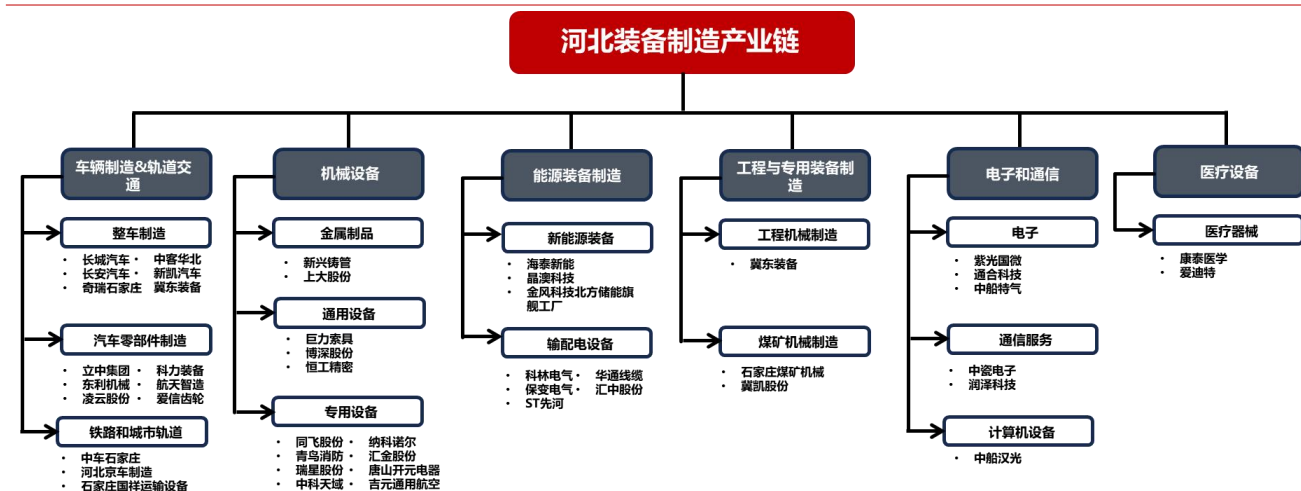 河北装备制造产业链
车辆制造&轨道交
通
整车制造
· 长城汽车 · 中客华北
· 长安汽车 · 新凯汽车
· 奇瑞石家庄 · 冀东装备
汽车零部件制造
· 立中集团 · 科力装备
· 东利机械 · 航天智造
· 凌云股份 · 爱信齿轮
铁路和城市轨道
· 中车石家庄
· 河北京车制造
· 石家庄国祥运输设备
机械设备
金属制品
· 新兴铸管
· 上大股份
通用设备
· 巨力索具
· 博深股份
· 恒工精密
专用设备
· 同飞股份 · 纳科诺尔
· 青鸟消防 · 汇金股份
· 瑞星股份 · 唐山开元电器
· 中科天域 · 吉元通用航空
能源装备制造
新能源装备
· 海泰新能
· 晶澳科技
· 金风科技北方储能旗
舰工厂
输配电设备
· 科林电气 · 华通线缆
· 保变电气 · 汇中股份
· ST先河
工程与专用装备制
造
工程机械制造
· 冀东装备
煤矿机械制造
· 石家庄煤矿机械
· 冀凯股份
电子和通信
电子
· 紫光国微
· 通合科技
· 中船特气
通信服务
· 中瓷电子
· 润泽科技
计算机设备
· 中船汉光
医疗设备
医疗器械
· 康泰医学
· 爱迪特